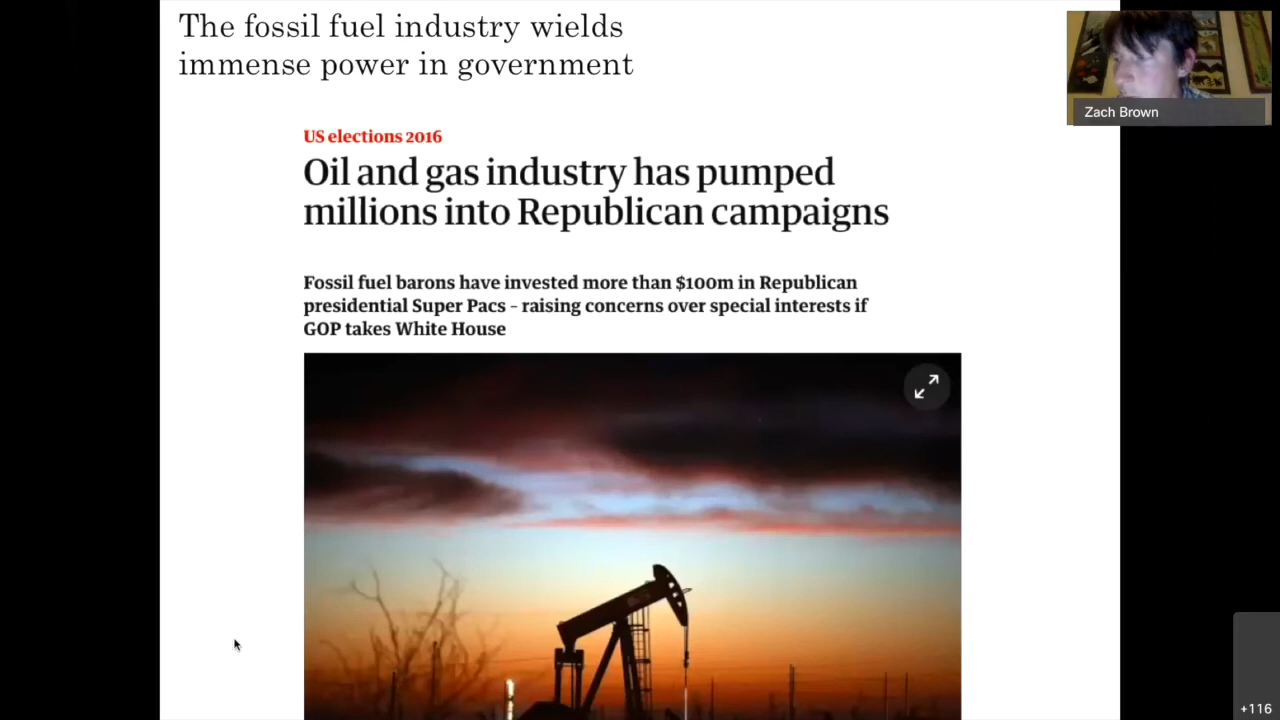 The fossil fuel industry wields
immense power in government
Zach Brown
US elections 2016
Oil and gas industry has pumped
millions into Republican campaigns
Fossil fuel barons have invested more than $100m in Republican
presidential Super Pacs – raising concerns over special interests if
GOP takes White House
+116